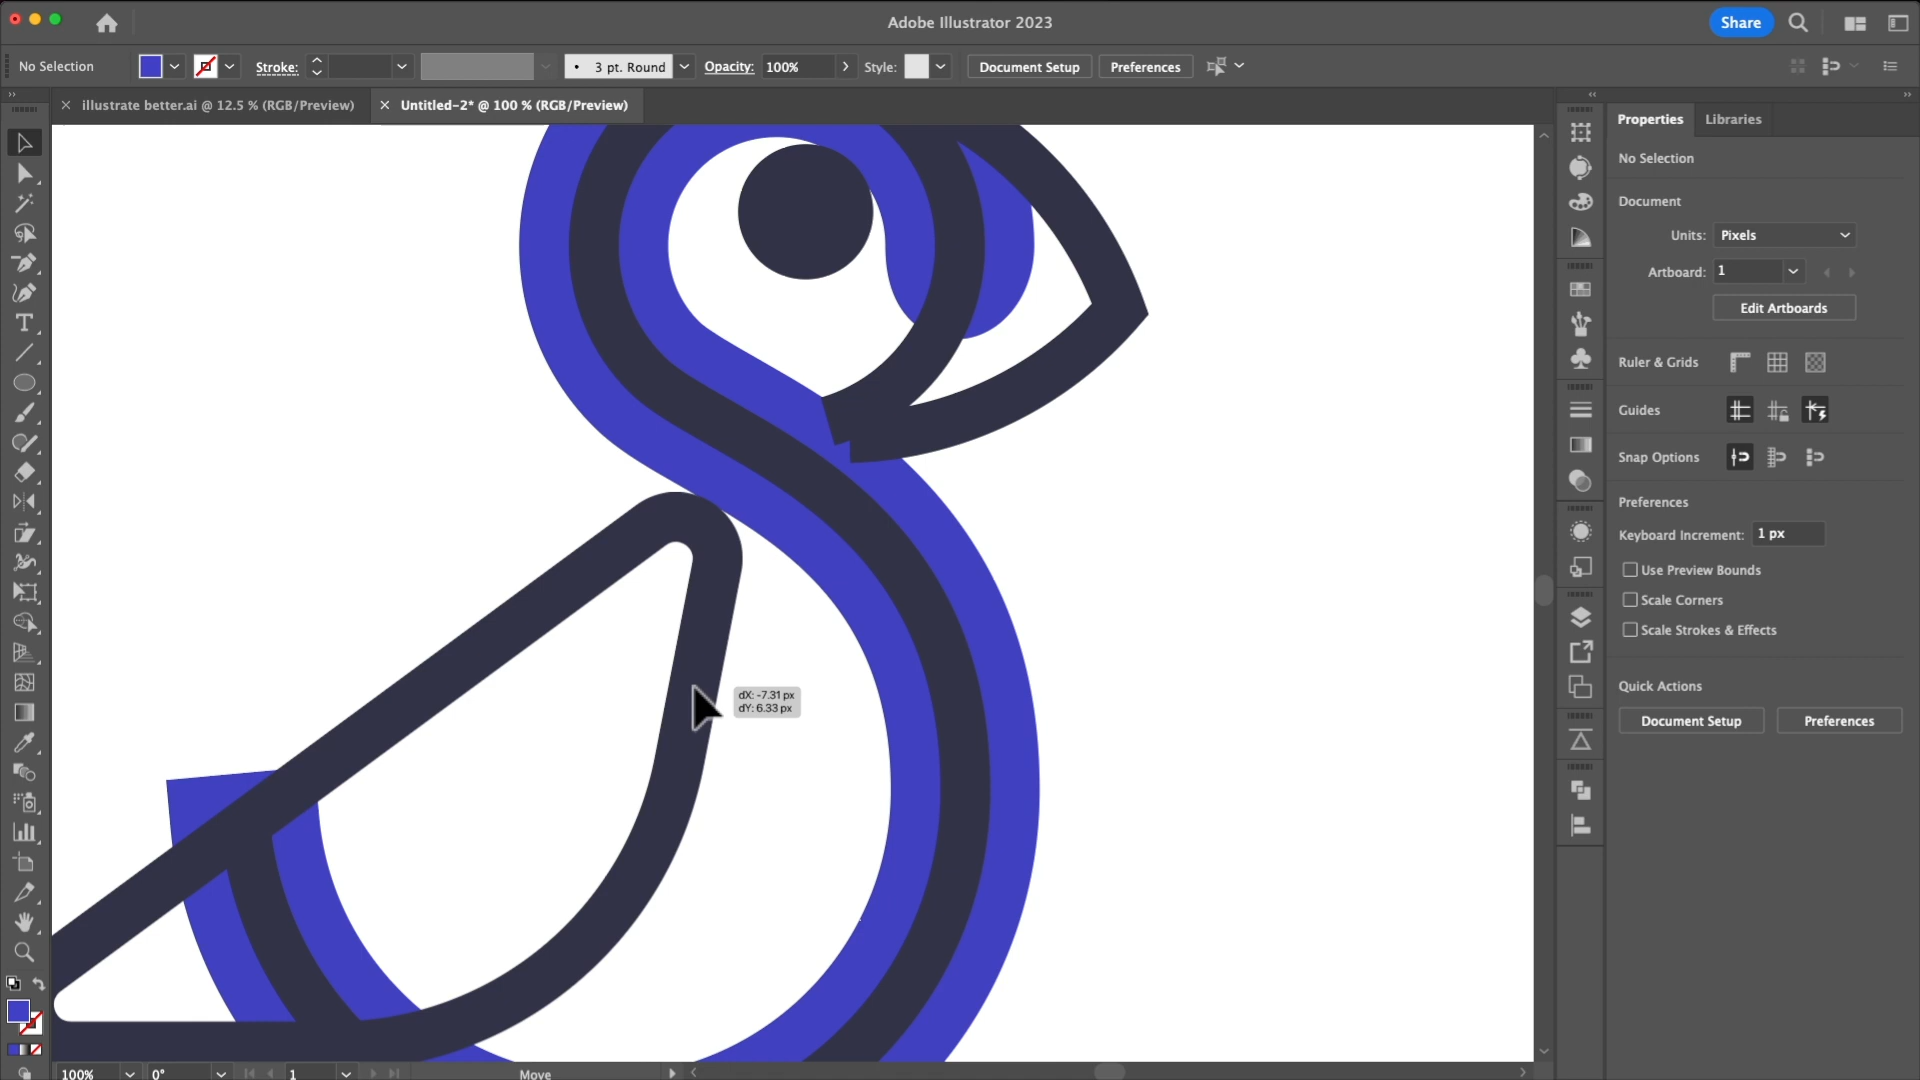 Adobe Illustrator 2023
Share
No Selection
Stroke:
3 pt. Round
Opacity:
100%
Style:
Document Setup
Preferences
illustrate better.ai @ 12.5 % (RGB/Preview)
Untitled-2* @ 100 % (RGB/Preview)
Properties
Libraries
No Selection
Document
Units:
Pixels
Artboard:
1
Edit Artboards
Ruler & Grids
Guides
Snap Options
Preferences
Keyboard Increment:
1 px
Use Preview Bounds
Scale Corners
Scale Strokes & Effects
Quick Actions
Document Setup
Preferences
dX: -7.31 px
dY: 6.33 px
100%
0°
1
Move